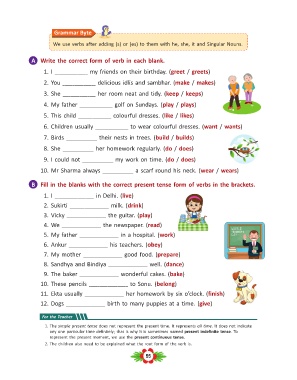 Grammar Byte
We use verbs after adding (s) or (es) to them with he, she, it and Singular Nouns.
A Write the correct form of verb in each blank.
1. I __________ my friends on their birthday. (greet / greets)
2. You __________ delicious idlis and sambhar. (make / makes)
3. She __________ her room neat and tidy. (keep / keeps)
4. My father __________ golf on Sundays. (play / plays)
5. This child __________ colourful dresses. (like / likes)
6. Children usually __________ to wear colourful dresses. (want / wants)
7. Birds __________ their nests in trees. (build / builds)
8. She __________ her homework regularly. (do / does)
9. I could not __________ my work on time. (do / does)
10. Mr Sharma always __________ a scarf round his neck. (wear / wears)
B Fill in the blanks with the correct present tense form of verbs in the brackets.
1. I __________ in Delhi. (live)
2. Sukirti __________ milk. (drink)
3. Vicky __________ the guitar. (play)
4. We __________ the newspaper. (read)
5. My father __________ in a hospital. (work)
6. Ankur __________ his teachers. (obey)
7. My mother __________ good food. (prepare)
8. Sandhya and Bindiya __________ well. (dance)
9. The baker __________ wonderful cakes. (bake)
10. These pencils __________ to Sonu. (belong)
11. Ekta usually __________ her homework by six o'clock. (finish)
12. Dogs __________ birth to many puppies at a time. (give)
For the Teacher
1. The simple present tense does not represent the present time. It represents all time. It does not indicate
any one particular time definitely, that is why it is sometimes named present indefinite tense. To
represent the present moment, we use the present continuous tense.
2. The children also need to be explained what the root form of the verb is.